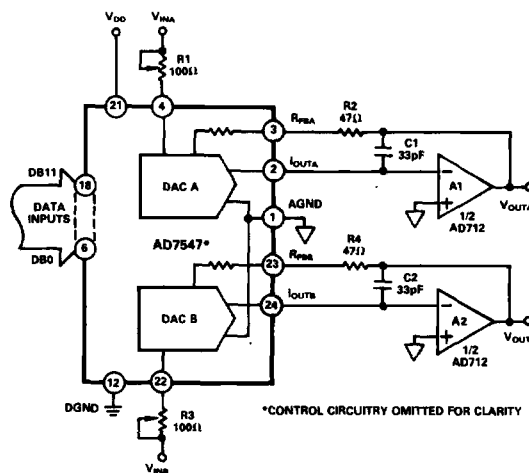 VDD
VINA
R1
100Ω
21
4
3
RFBA
R2
47Ω
C1
33pF
DB11
18
DATA
INPUTS
6
DB0
DAC A
2
IOUTA
A1
1/2
AD712
VOUTA
1
AGND
AD7547*
23
RFBB
R4
47Ω
C2
33pF
DAC B
24
IOUTB
A2
1/2
AD712
VOUT
12
DGND
22
R3
100Ω
VINB
*CONTROL CIRCUITRY OMITTED FOR CLARITY